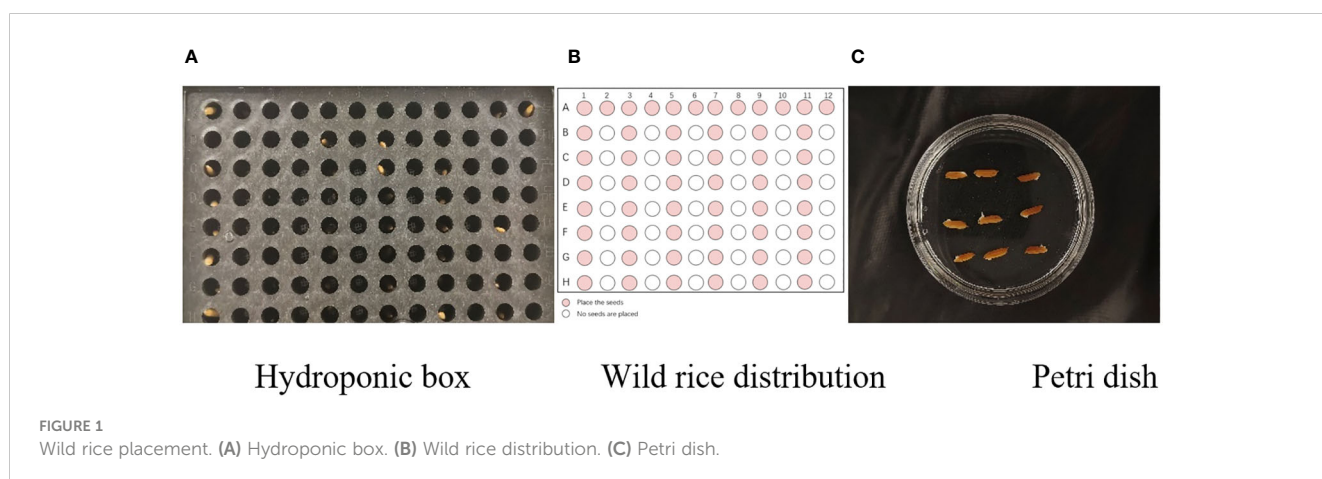 A
B
C
1 2 3 4 5 6 7 8 9 10 11 12
A
B
C
D
E
F
G
H
Place the seeds
No seeds are placed
Hydroponic box
Wild rice distribution
Petri dish
FIGURE 1
Wild rice placement. (A) Hydroponic box. (B) Wild rice distribution. (C) Petri dish.